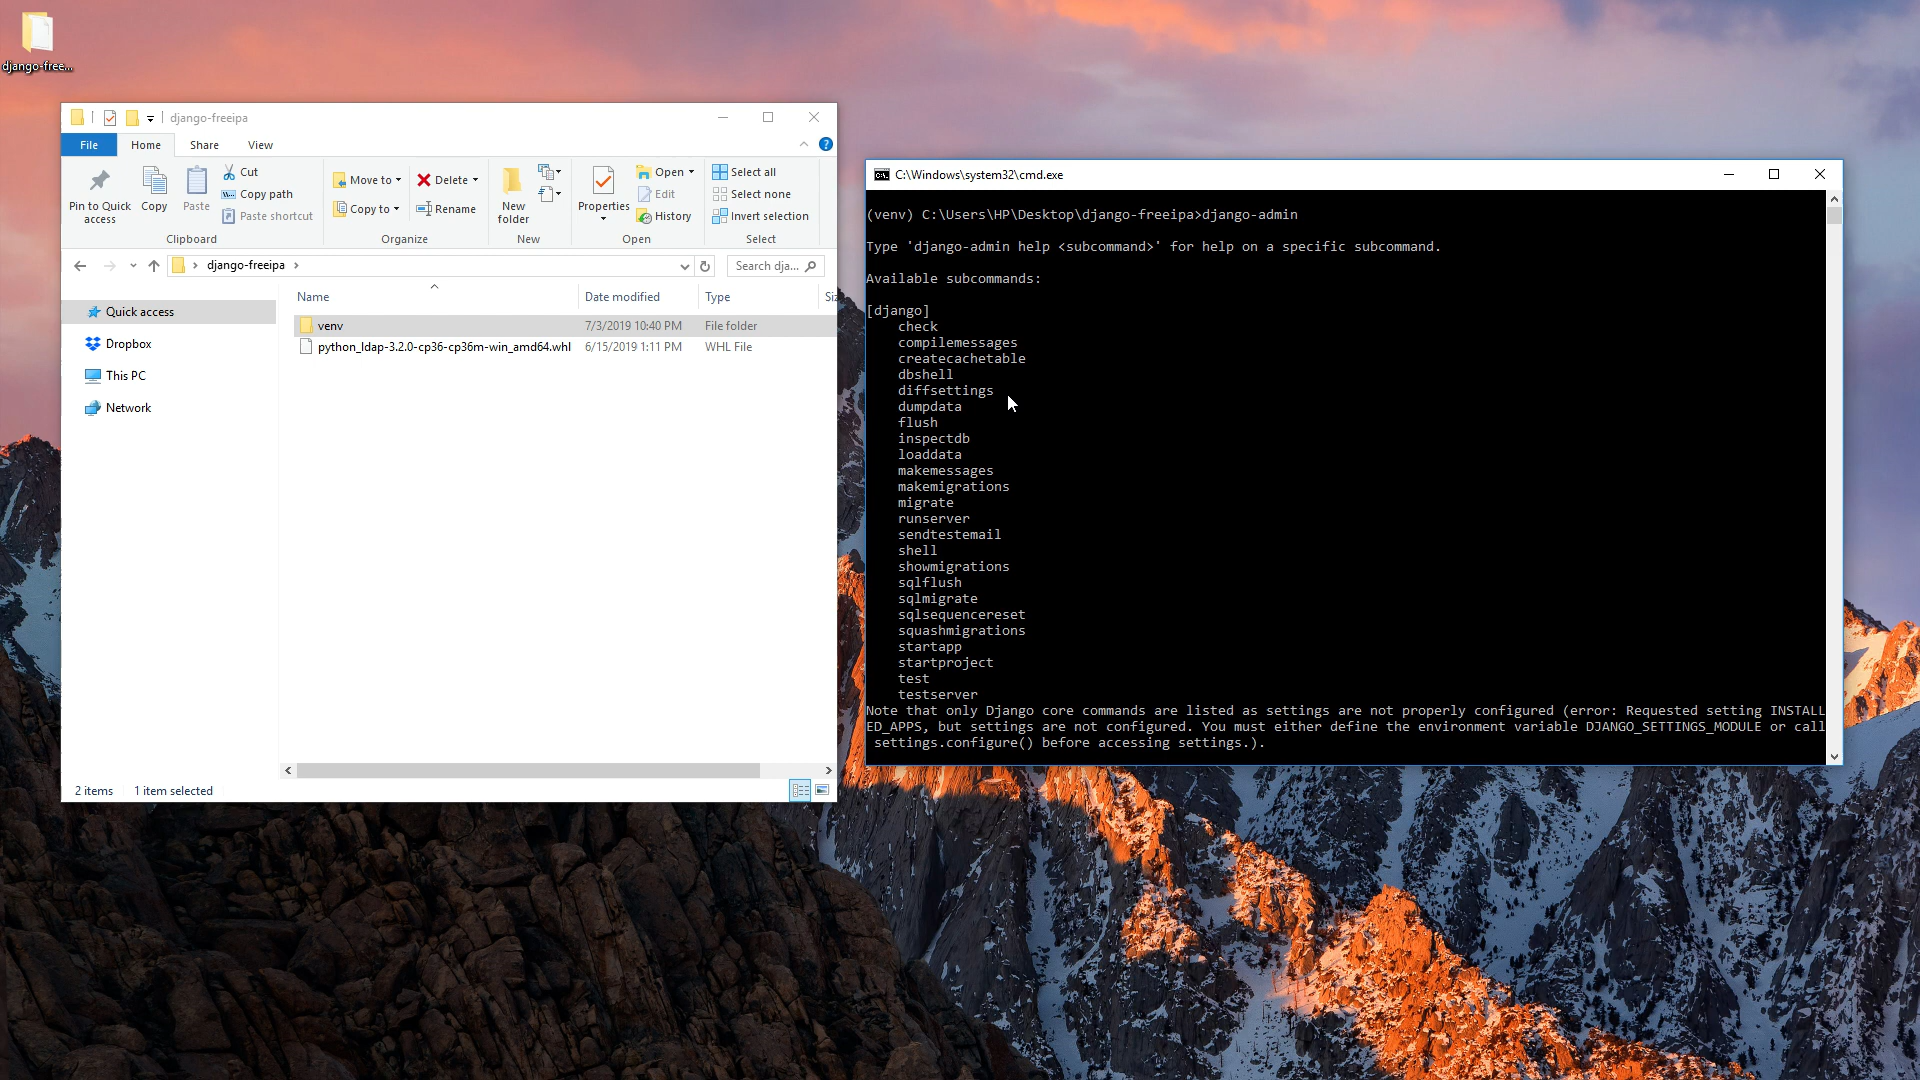 django-free...
django-freeipa
File
Home
Share
View
Pin to Quick access
Copy
Paste
Cut
Copy path
Paste shortcut
Clipboard
Move to
Copy to
Delete
Rename
Organize
New folder
New
Properties
Open
Edit
History
Open
Select all
Select none
Invert selection
Select
django-freeipa
Search dja...
Quick access
Dropbox
This PC
Network
Name Date modified Type
venv 7/3/2019 10:40 PM File folder
python_ldap-3.2.0-cp36-cp36m-win_amd64.whl 6/15/2019 1:11 PM WHL File
2 items 1 item selected
C:\Windows\system32\cmd.exe
(venv) C:\Users\HP\Desktop\django-freeipa>django-admin
Type 'django-admin help <subcommand>' for help on a specific subcommand.
Available subcommands:
[django]
check
compilemessages
createcachetable
dbshell
diffsettings
dumpdata
flush
inspectdb
loaddata
makemessages
makemigrations
migrate
runserver
sendtestemail
shell
showmigrations
sqlflush
sqlmigrate
sqlsequencereset
squashmigrations
startapp
startproject
test
testserver
Note that only Django core commands are listed as settings are not properly configured (error: Requested setting INSTALL
ED_APPS, but settings are not configured. You must either define the environment variable DJANGO_SETTINGS_MODULE or call
settings.configure() before accessing settings.).